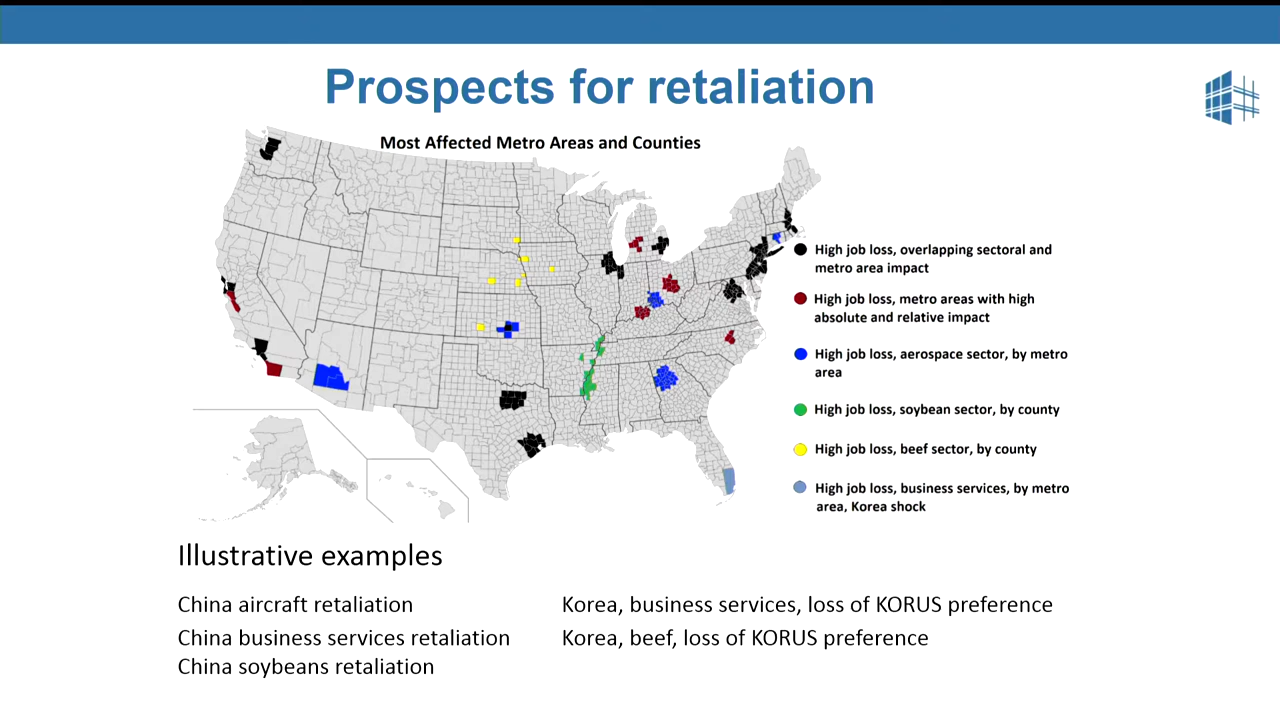 Prospects for retaliation
Most Affected Metro Areas and Counties
High job loss, overlapping sectoral and
metro area impact
High job loss, metro areas with high
absolute and relative impact
High job loss, aerospace sector, by metro
area
High job loss, soybean sector, by county
High job loss, beef sector, by county
High job loss, business services, by metro
area, Korea shock
Illustrative examples
China aircraft retaliation
China business services retaliation
China soybeans retaliation
Korea, business services, loss of KORUS preference
Korea, beef, loss of KORUS preference